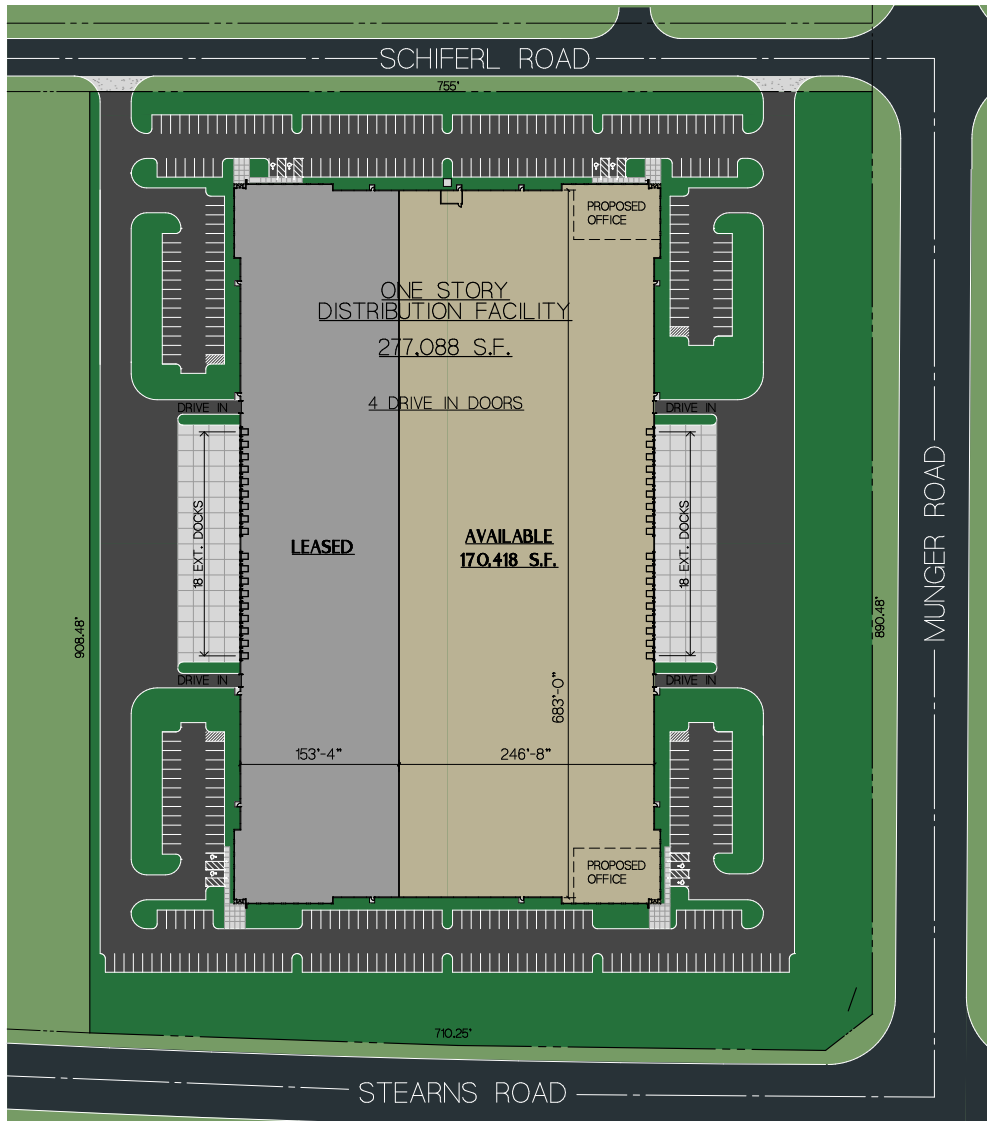 SCHIFERL ROAD
755'
PROPOSED
OFFICE
ONE STORY
DISTRIBUTION FACILITY
277,088 S.F.
4 DRIVE IN DOORS
DRIVE IN
DRIVE IN
18 EXT. DOCKS
18 EXT. DOCKS
LEASED
AVAILABLE
170,418 S.F.
MUNGER ROAD
908.48'
890.48'
DRIVE IN
DRIVE IN
683'-0"
153'-4"
246'-8"
PROPOSED
OFFICE
710.25'
STEARNS ROAD